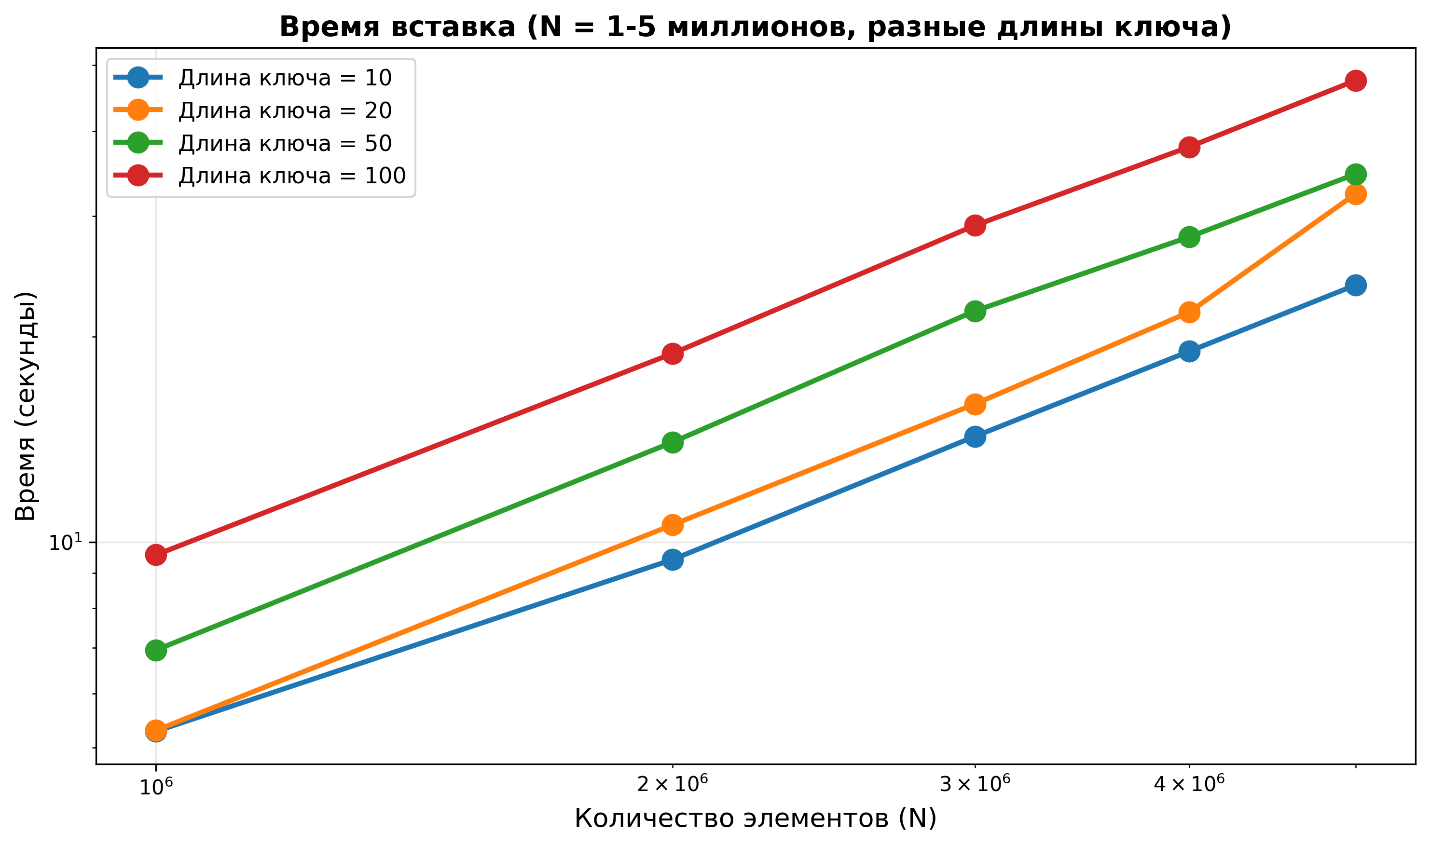 Время вставка (N = 1-5 миллионов, разные длины ключа)
Длина ключа = 10
Длина ключа = 20
Длина ключа = 50
Длина ключа = 100
Время (секунды)
10¹
10⁶
2 × 10⁶
3 × 10⁶
4 × 10⁶
Количество элементов (N)